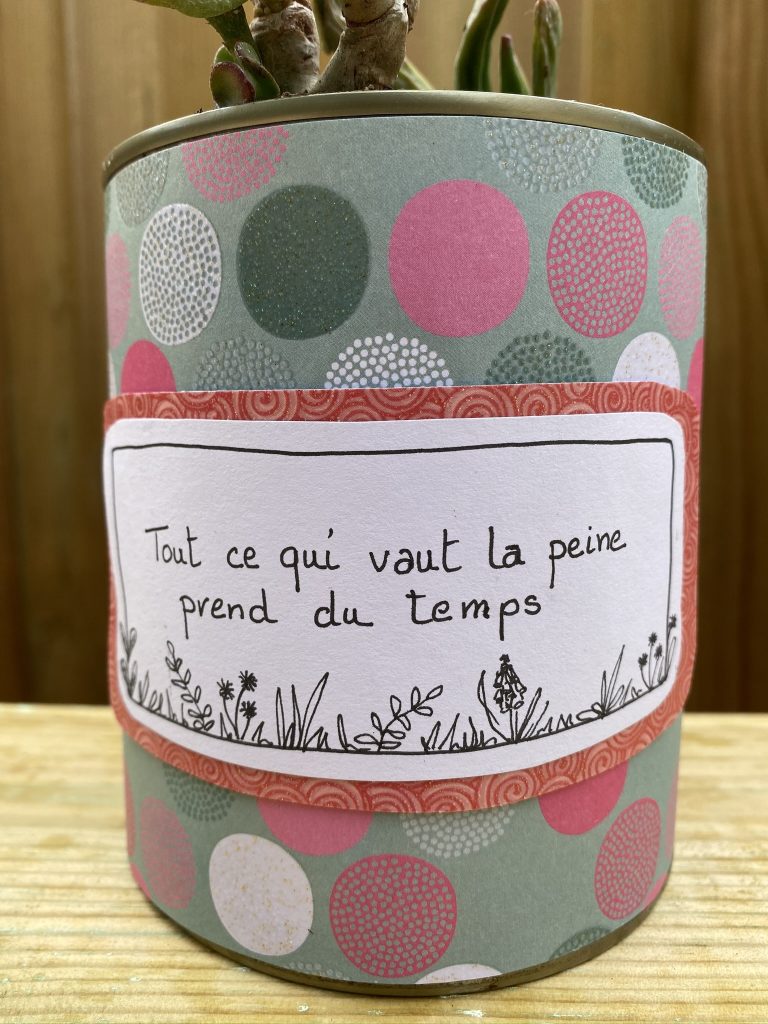 Tout ce qui vaut la peine
prend du temps